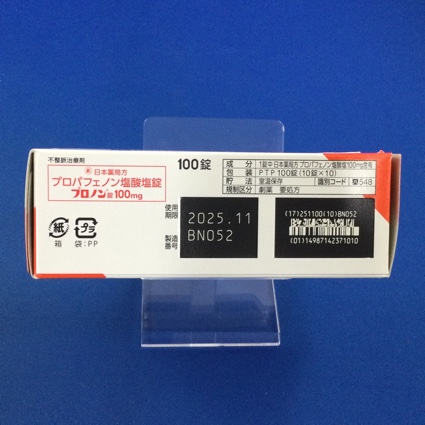 不整脈治療剤
日本薬局方
プロパフェノン塩酸塩錠
プロノン錠100mg
紙
箱
プラ
袋:PP
100錠
成分 1錠中 日本薬局方 プロパフェノン塩酸塩100mg含有
包装 PTP100錠(10錠×10)
貯法 室温保存 識別コード 548
規制区分 劇薬 要処方
使用期限 2025.11
製造番号 BN052
(17)251100(10)BN052
(01)14987142371010